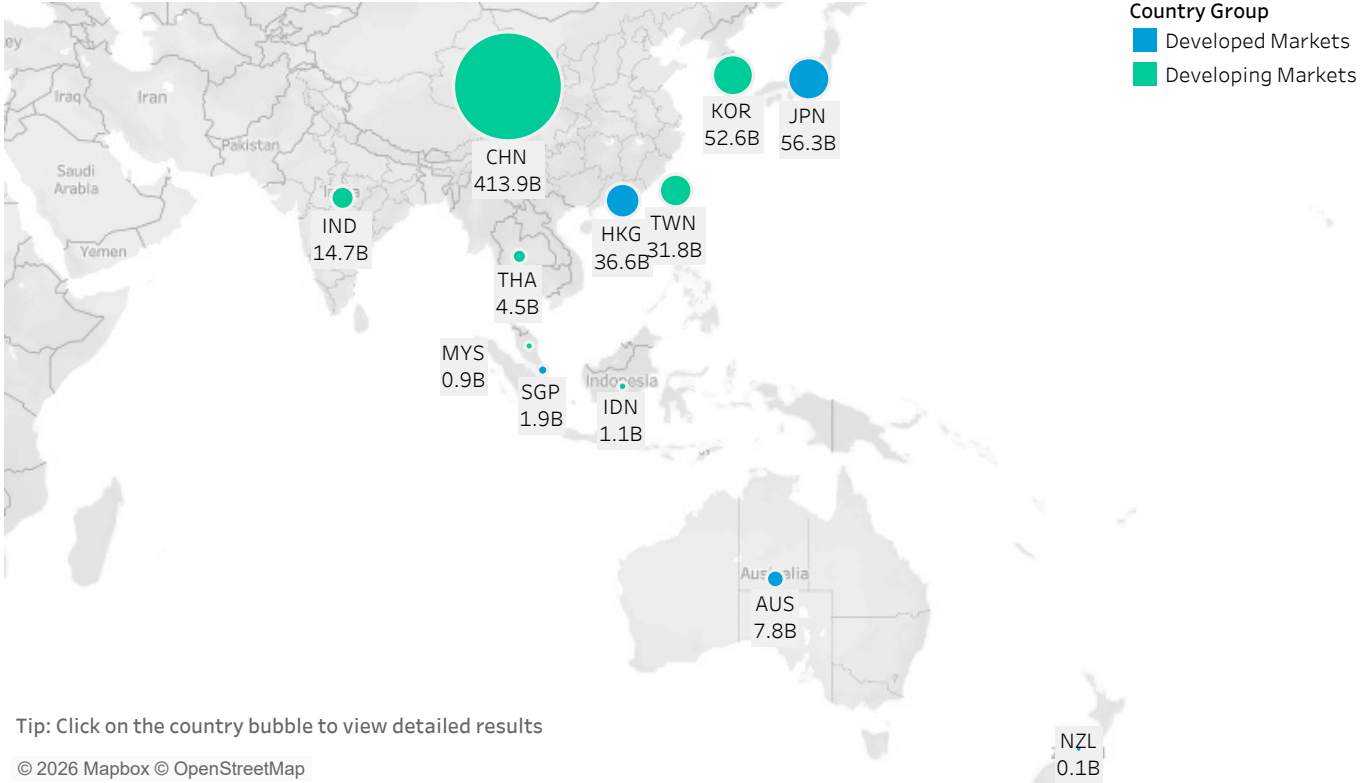 Country Group
Developed Markets
Developing Markets
Iraq
Iran
Pakistan
Saudi
Arabia
Yemen
CHN
413.9B
KOR
52.6B
JPN
56.3B
IND
14.7B
HKG
36.6B
TWN
31.8B
THA
4.5B
MYS
0.9B
SGP
1.9B
Indonesia
IDN
1.1B
Australia
AUS
7.8B
NZL
0.1B
Tip: Click on the country bubble to view detailed results
© 2026 Mapbox © OpenStreetMap